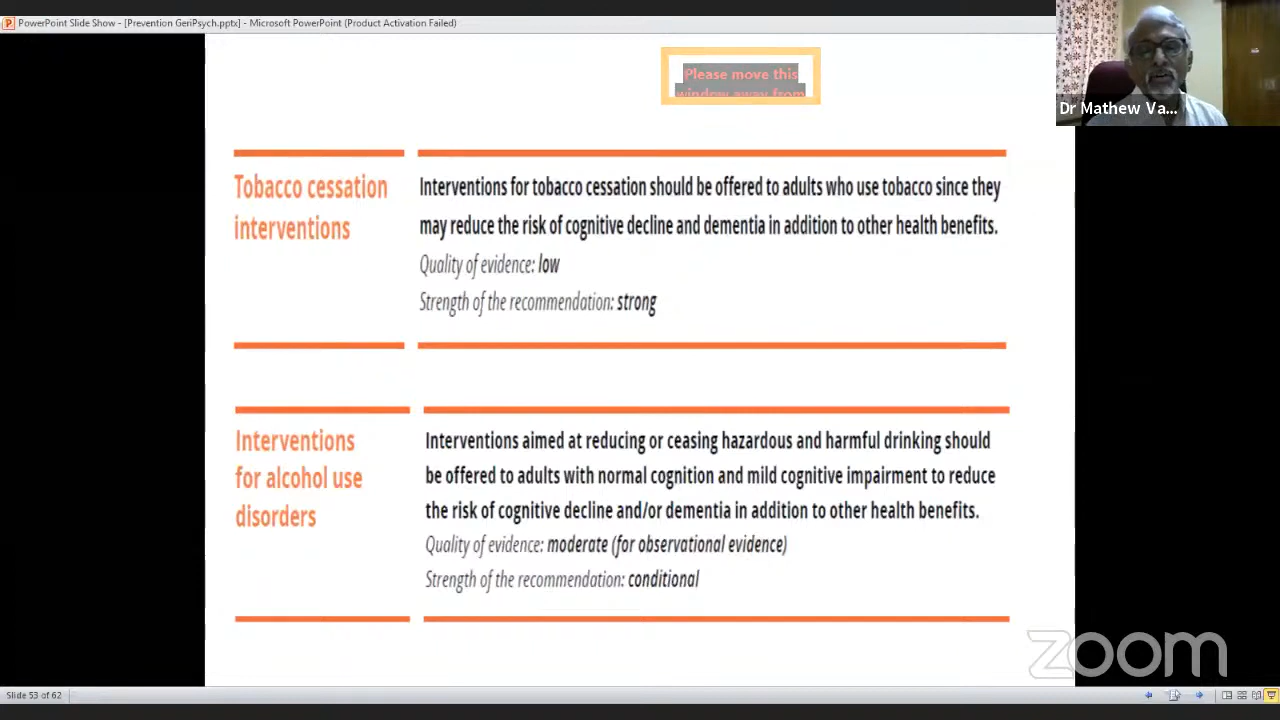 PowerPoint Slide Show - [Prevention GeriPsych.pptx] - Microsoft PowerPoint (Product Activation Failed)
Please move this
window away from
Dr Mathew Va...
Tobacco cessation
interventions
Interventions for tobacco cessation should be offered to adults who use tobacco since they
may reduce the risk of cognitive decline and dementia in addition to other health benefits.
Quality of evidence: low
Strength of the recommendation: strong
Interventions
for alcohol use
disorders
Interventions aimed at reducing or ceasing hazardous and harmful drinking should
be offered to adults with normal cognition and mild cognitive impairment to reduce
the risk of cognitive decline and/or dementia in addition to other health benefits.
Quality of evidence: moderate (for observational evidence)
Strength of the recommendation: conditional
zoom
Slide 53 of 62